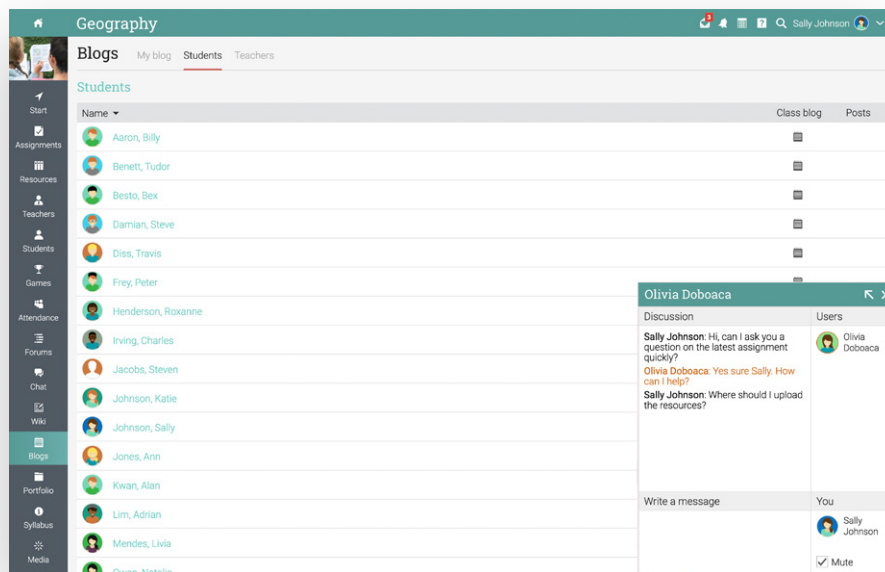 Geography
3
Sally Johnson
Blogs
My blog
Students
Teachers
Start
Assignments
Resources
Teachers
Students
Games
Attendance
Forums
Chat
Wiki
Blogs
Portfolio
Syllabus
Media
Students
Name
Class blog
Posts
Aaron, Billy
Benett, Tudor
Besto, Bex
Damian, Steve
Diss, Travis
Frey, Peter
Henderson, Roxanne
Irving, Charles
Jacobs, Steven
Johnson, Katie
Johnson, Sally
Jones, Ann
Kwan, Alan
Lim, Adrian
Mendes, Livia
Olivia Doboaca
Discussion
Users
Sally Johnson: Hi, can I ask you a
question on the latest assignment
quickly?
Olivia Doboaca: Yes sure Sally. How
can I help?
Sally Johnson: Where should I upload
the resources?
Olivia
Doboaca
Write a message
You
Sally
Johnson
Mute